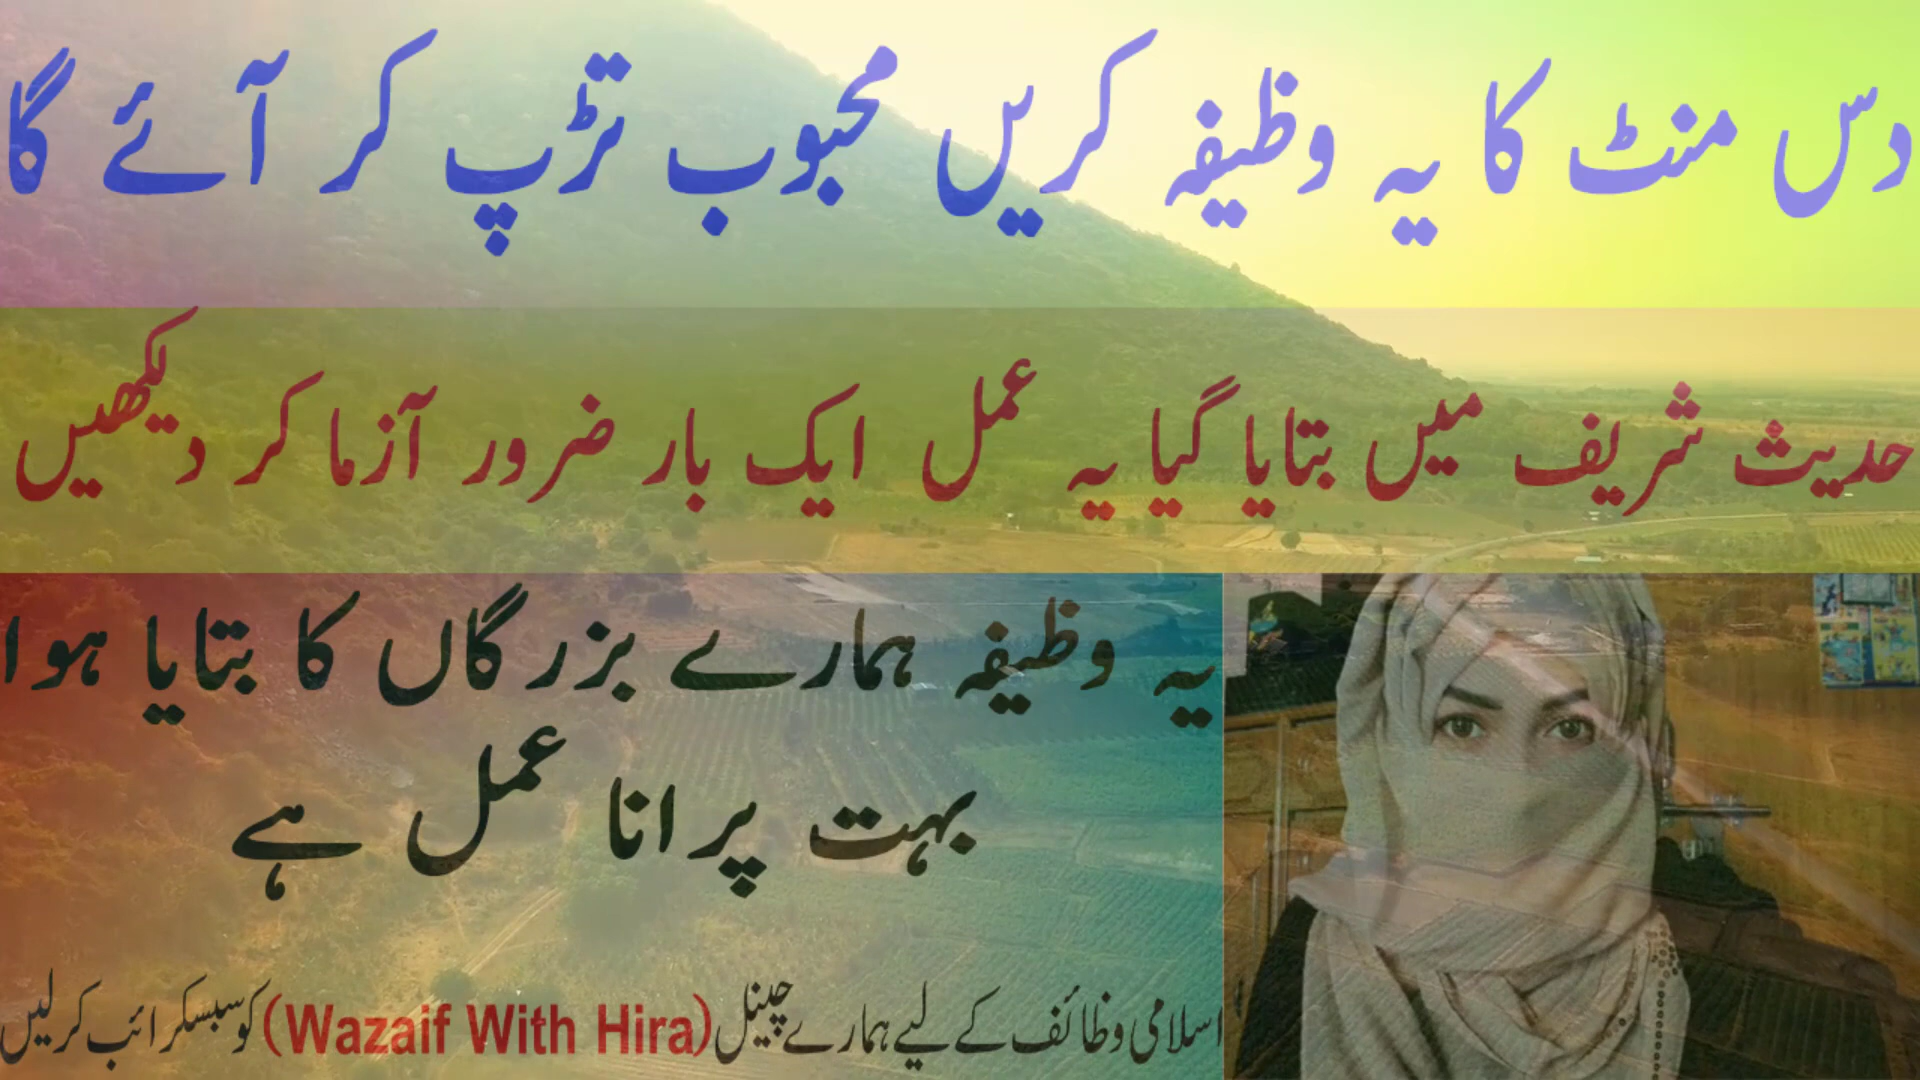 دس منٹ کا یہ وظیفہ کریں محبوب تڑپ کر آئے گا
حدیث شریف میں بتایا گیا یہ عمل ایک بار ضرور آزما کر دیکھیں
یہ وظیفہ ہمارے بزرگاں کا بتایا ہوا
بہت پرانا عمل ہے
اسلامی وظائف کے لیے ہمارے چینل (Wazaif With Hira) کو سبسکرائب کر لیں